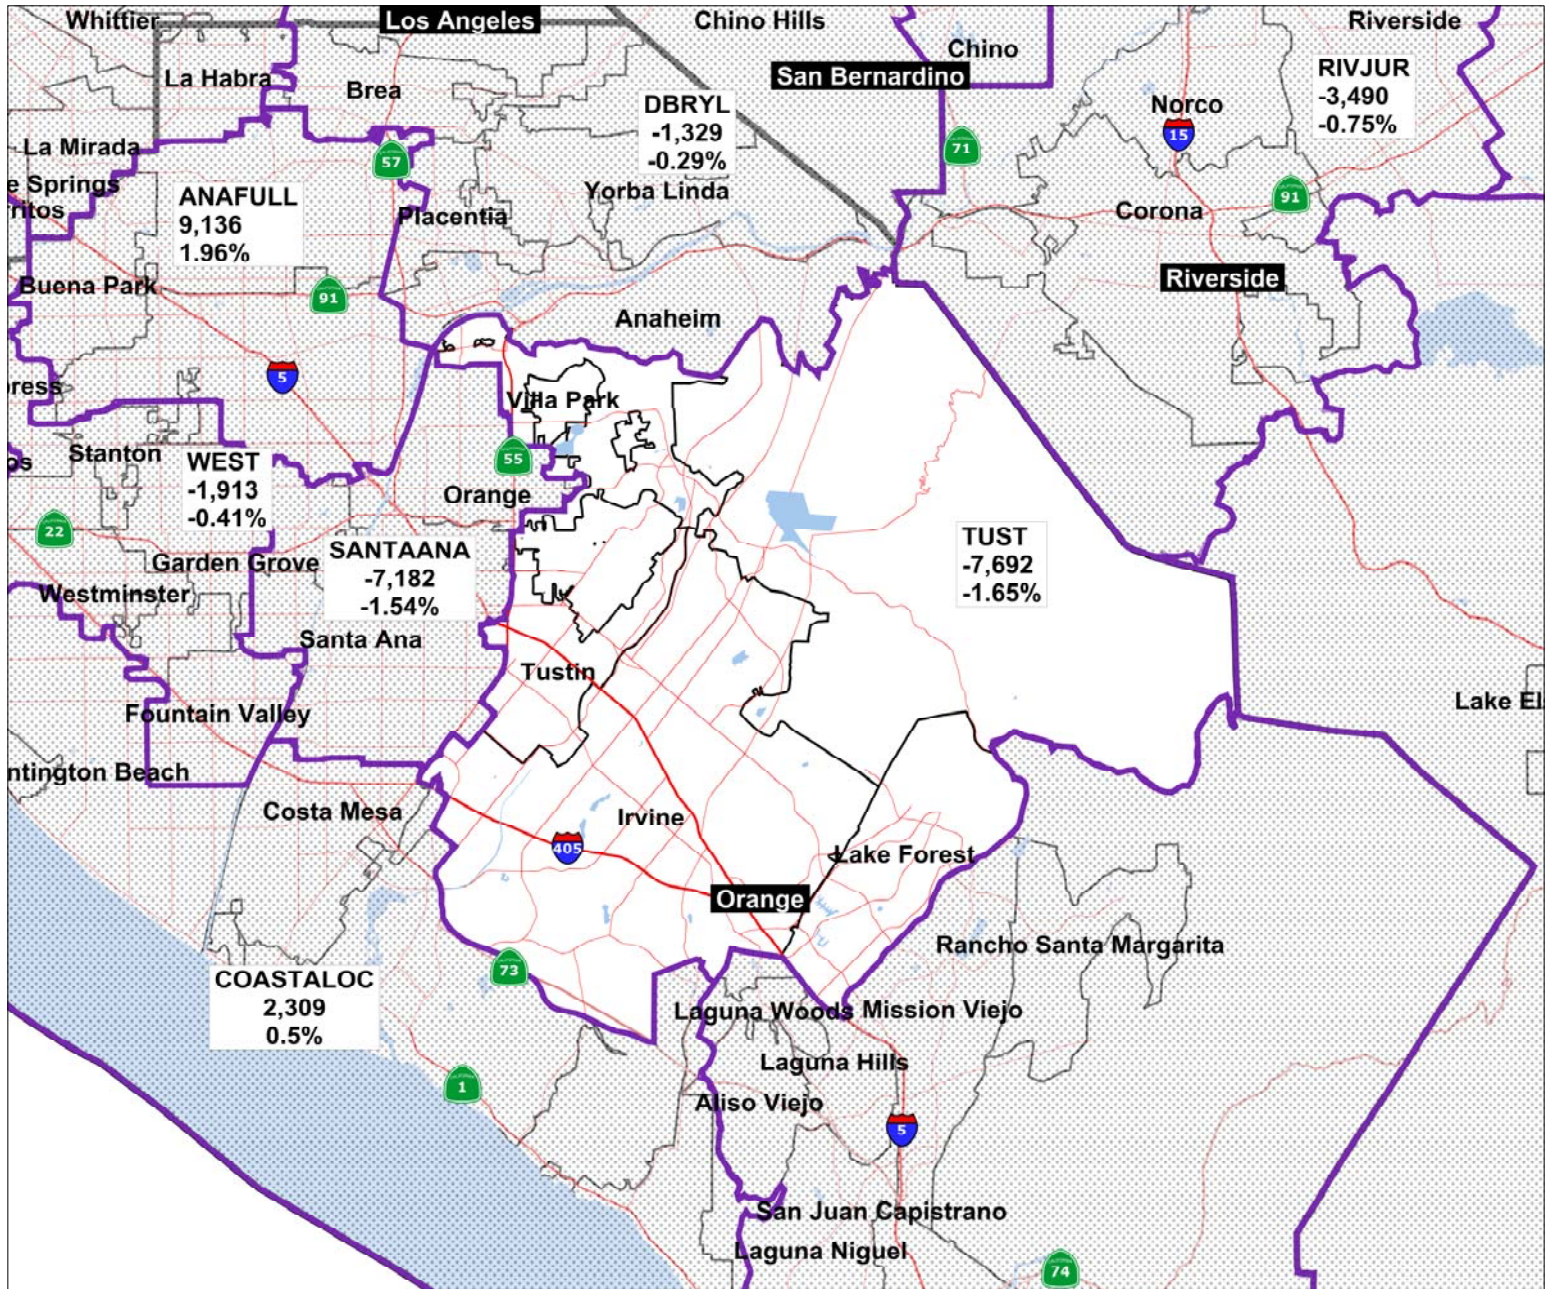 Whittier
Los Angeles
Chino Hills
Riverside
Chino
La Habra
Brea
San Bernardino
RIVJUR
-3,490
-0.75%
DBRYL
-1,329
-0.29%
Norco
15
La Mirada
57
71
e Springs
rritos
ANAFULL
9,136
1.96%
Yorba Linda
91
Placentia
Corona
Buena Park
91
Riverside
Anaheim
5
press
Villa Park
Stanton
os
WEST
-1,913
-0.41%
55
Orange
22
SANTAANA
-7,182
-1.54%
TUST
-7,692
-1.65%
Garden Grove
Westminster
Santa Ana
Tustin
Lake El
Fountain Valley
ntington Beach
Costa Mesa
Irvine
405
Lake Forest
Orange
Rancho Santa Margarita
73
COASTALOC
2,309
0.5%
Laguna Woods
Mission Viejo
Laguna Hills
1
Aliso Viejo
5
San Juan Capistrano
Laguna Niguel
74